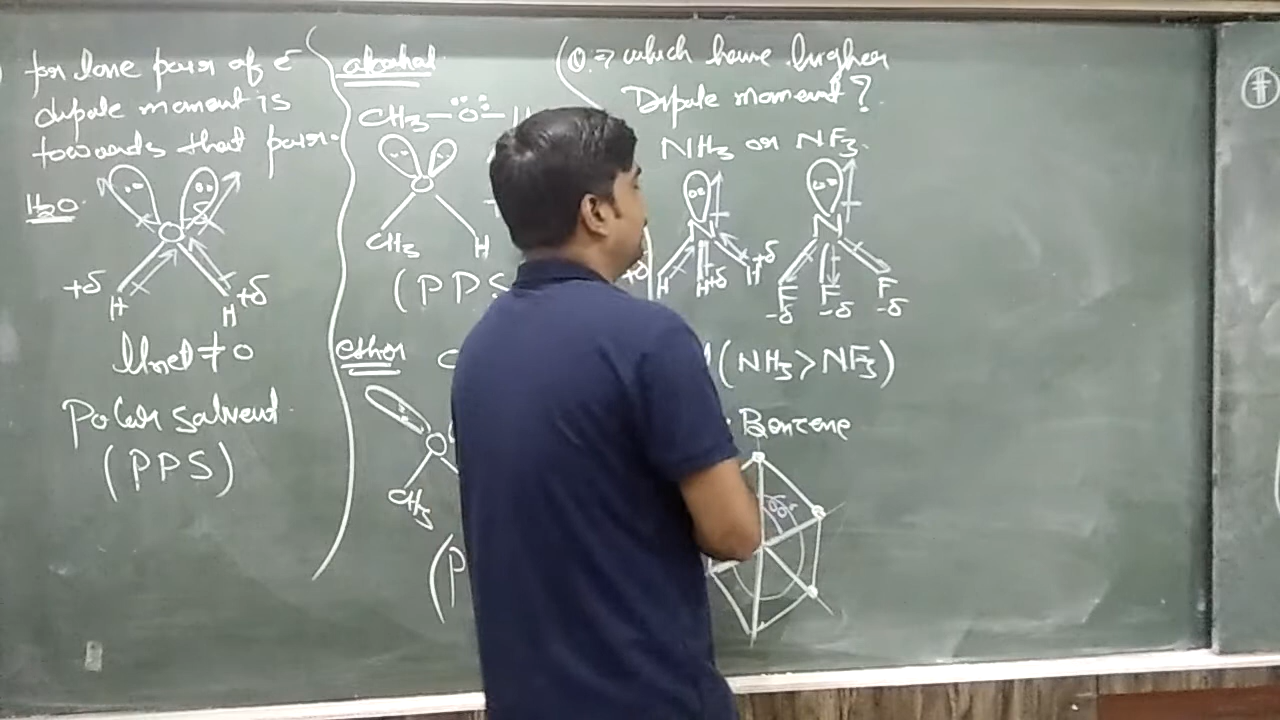 for lone pair of e
dipole moment is
towards that pair.
H₂O.
+δ H
H +δ
μnet ≠ 0
Polar solvent.
(PPS)
alcohol
CH₃-O-H
CH₃
H
(PPS
ether
CH₃
(P
Q. ⇒ which have higher
Dipole moment?
NH₃ or NF₃.
N N
+δ H H +δ H +δ
F -δ F -δ F -δ
(NH₃ > NF₃)
Benzene